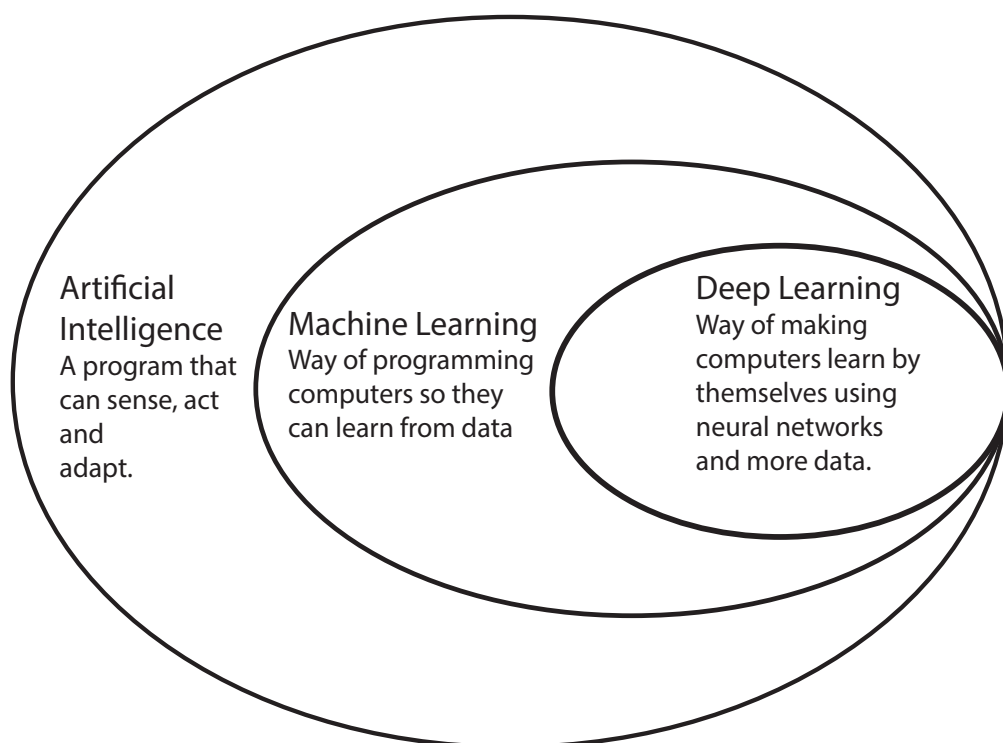 Artificial
Intelligence
A program that
can sense, act
and
adapt.
Machine Learning
Way of programming
computers so they
can learn from data
Deep Learning
Way of making
computers learn by
themselves using
neural networks
and more data.